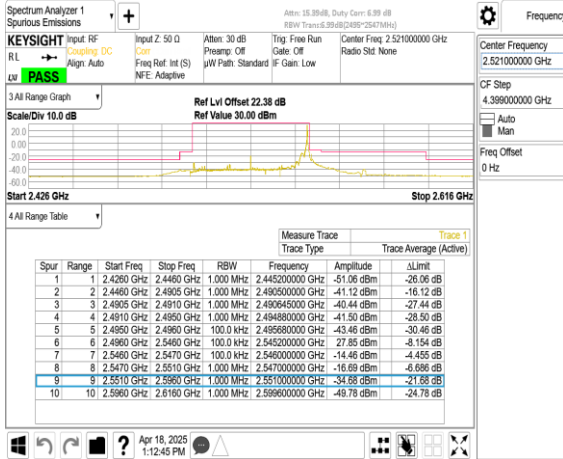 Spectrum Analyzer 1
Spurious Emissions
Attn: 15.39dB, Duty Corr: 6.99 dB
RBW Trans:6.99dB(2495~2547MHz)
Frequency
KEYSIGHT
Input: RF
Coupling: DC
Align: Auto
Input Z: 50 Ω
Corr
Freq Ref: Int (S)
NFE: Adaptive
Atten: 30 dB
Preamp: Off
µW Path: Standard
Trig: Free Run
Gate: Off
IF Gain: Low
Center Freq: 2.521000000 GHz
Radio Std: None
RL
LXI PASS
Center Frequency
2.521000000 GHz
CF Step
4.399000000 GHz
Auto
Man
Freq Offset
0 Hz
3 All Range Graph
Scale/Div 10.0 dB
Ref Lvl Offset 22.38 dB
Ref Value 30.00 dBm
20.0
0.00
-20.0
-40.0
-60.0
Start 2.426 GHz
Stop 2.616 GHz
4 All Range Table
Measure Trace Trace 1
Trace Type Trace Average (Active)
Spur Range Start Freq Stop Freq RBW Frequency Amplitude ΔLimit
1 1 2.4260 GHz 2.4460 GHz 1.000 MHz 2.445200000 GHz -51.06 dBm -26.06 dB
2 2 2.4460 GHz 2.4905 GHz 1.000 MHz 2.490500000 GHz -41.12 dBm -16.12 dB
3 3 2.4905 GHz 2.4910 GHz 1.000 MHz 2.490645000 GHz -40.44 dBm -27.44 dB
4 4 2.4910 GHz 2.4950 GHz 1.000 MHz 2.494880000 GHz -41.50 dBm -28.50 dB
5 5 2.4950 GHz 2.4960 GHz 100.0 kHz 2.495680000 GHz -43.46 dBm -30.46 dB
6 6 2.4960 GHz 2.5460 GHz 100.0 kHz 2.545200000 GHz 27.85 dBm -8.154 dB
7 7 2.5460 GHz 2.5470 GHz 100.0 kHz 2.546000000 GHz -14.46 dBm -4.455 dB
8 8 2.5470 GHz 2.5510 GHz 1.000 MHz 2.547000000 GHz -16.69 dBm -6.686 dB
9 9 2.5510 GHz 2.5960 GHz 1.000 MHz 2.551000000 GHz -34.68 dBm -21.68 dB
10 10 2.5960 GHz 2.6160 GHz 1.000 MHz 2.599600000 GHz -49.78 dBm -24.78 dB
?
Apr 18, 2025
1:12:45 PM